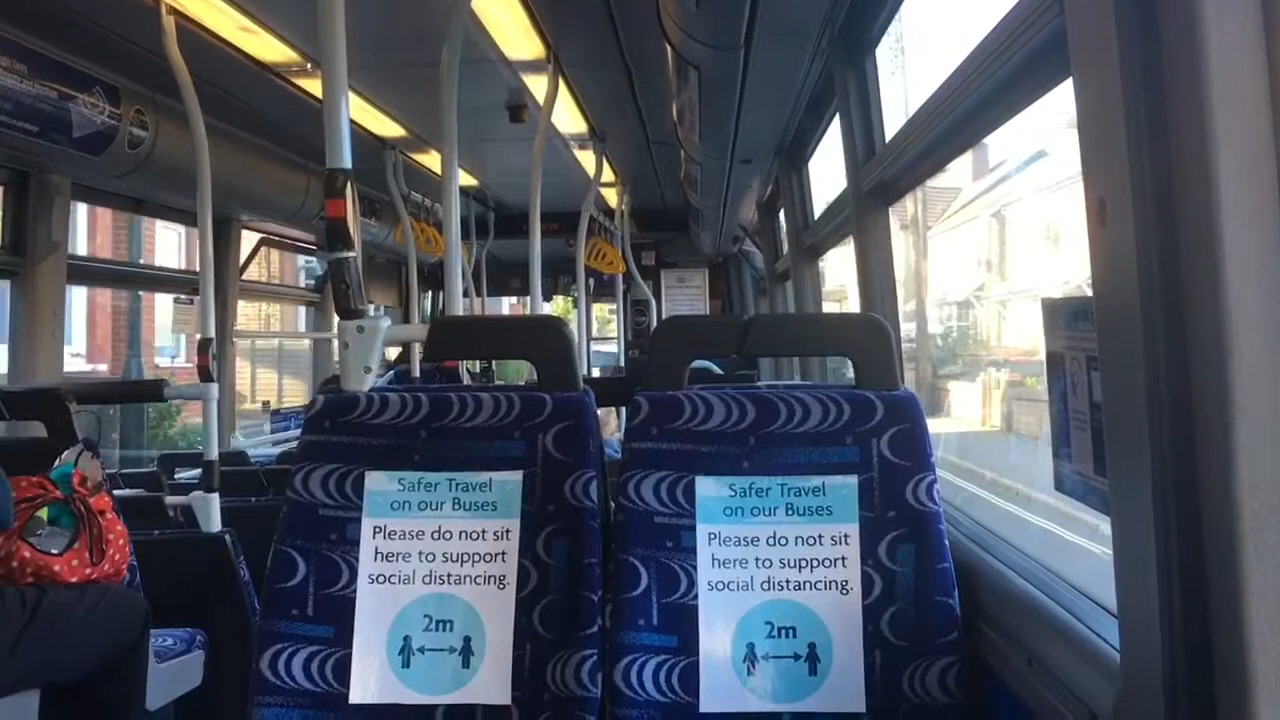 Safer Travel
on our Buses
Please do not sit
here to support
social distancing.
2m
Safer Travel
on our Buses
Please do not sit
here to support
social distancing.
2m